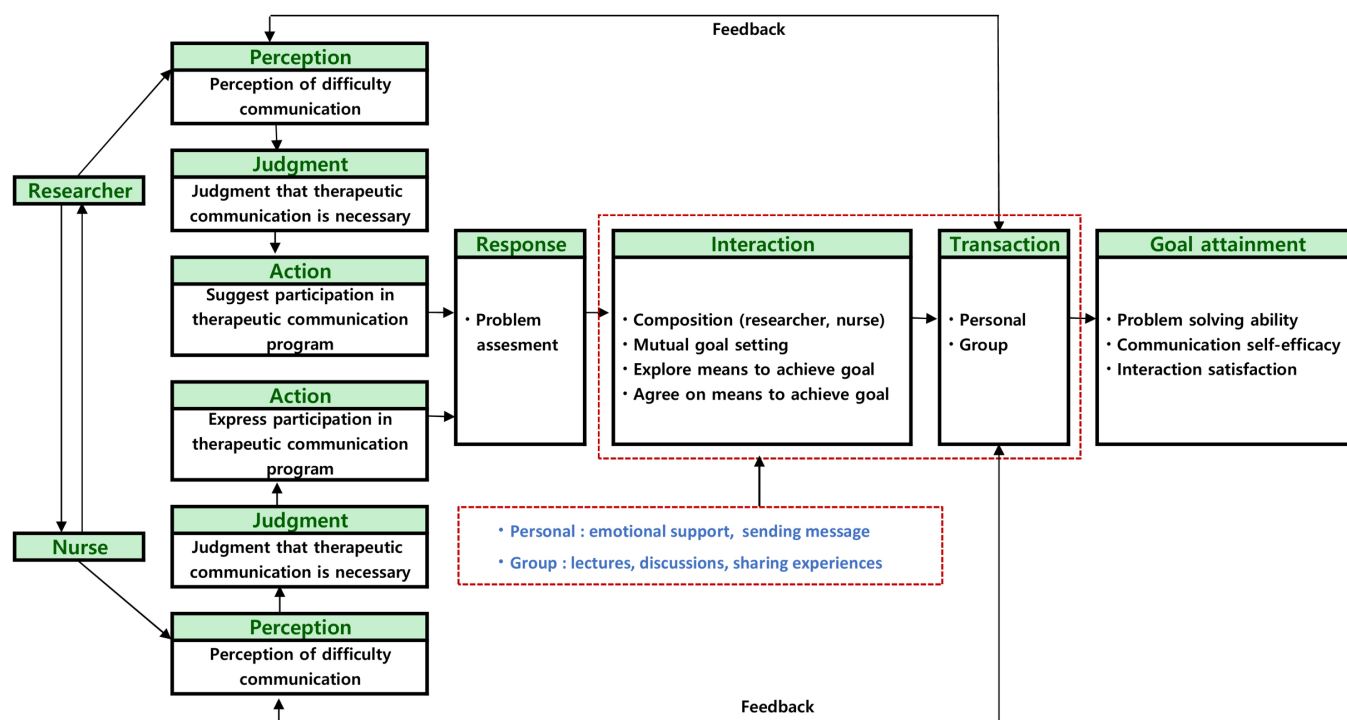 Feedback
Perception
Perception of difficulty
communication
Judgment
Judgment that therapeutic
communication is necessary
Researcher
Action
Suggest participation in
therapeutic communication
program
Action
Express participation in
therapeutic communication
program
Judgment
Judgment that therapeutic
communication is necessary
Nurse
Perception
Perception of difficulty
communication
Response
・Problem
assesment
Interaction
・Composition (researcher, nurse)
・Mutual goal setting
・Explore means to achieve goal
・Agree on means to achieve goal
Transaction
・Personal
・Group
Goal attainment
・Problem solving ability
・Communication self-efficacy
・Interaction satisfaction
・Personal : emotional support, sending message
・Group : lectures, discussions, sharing experiences
Feedback